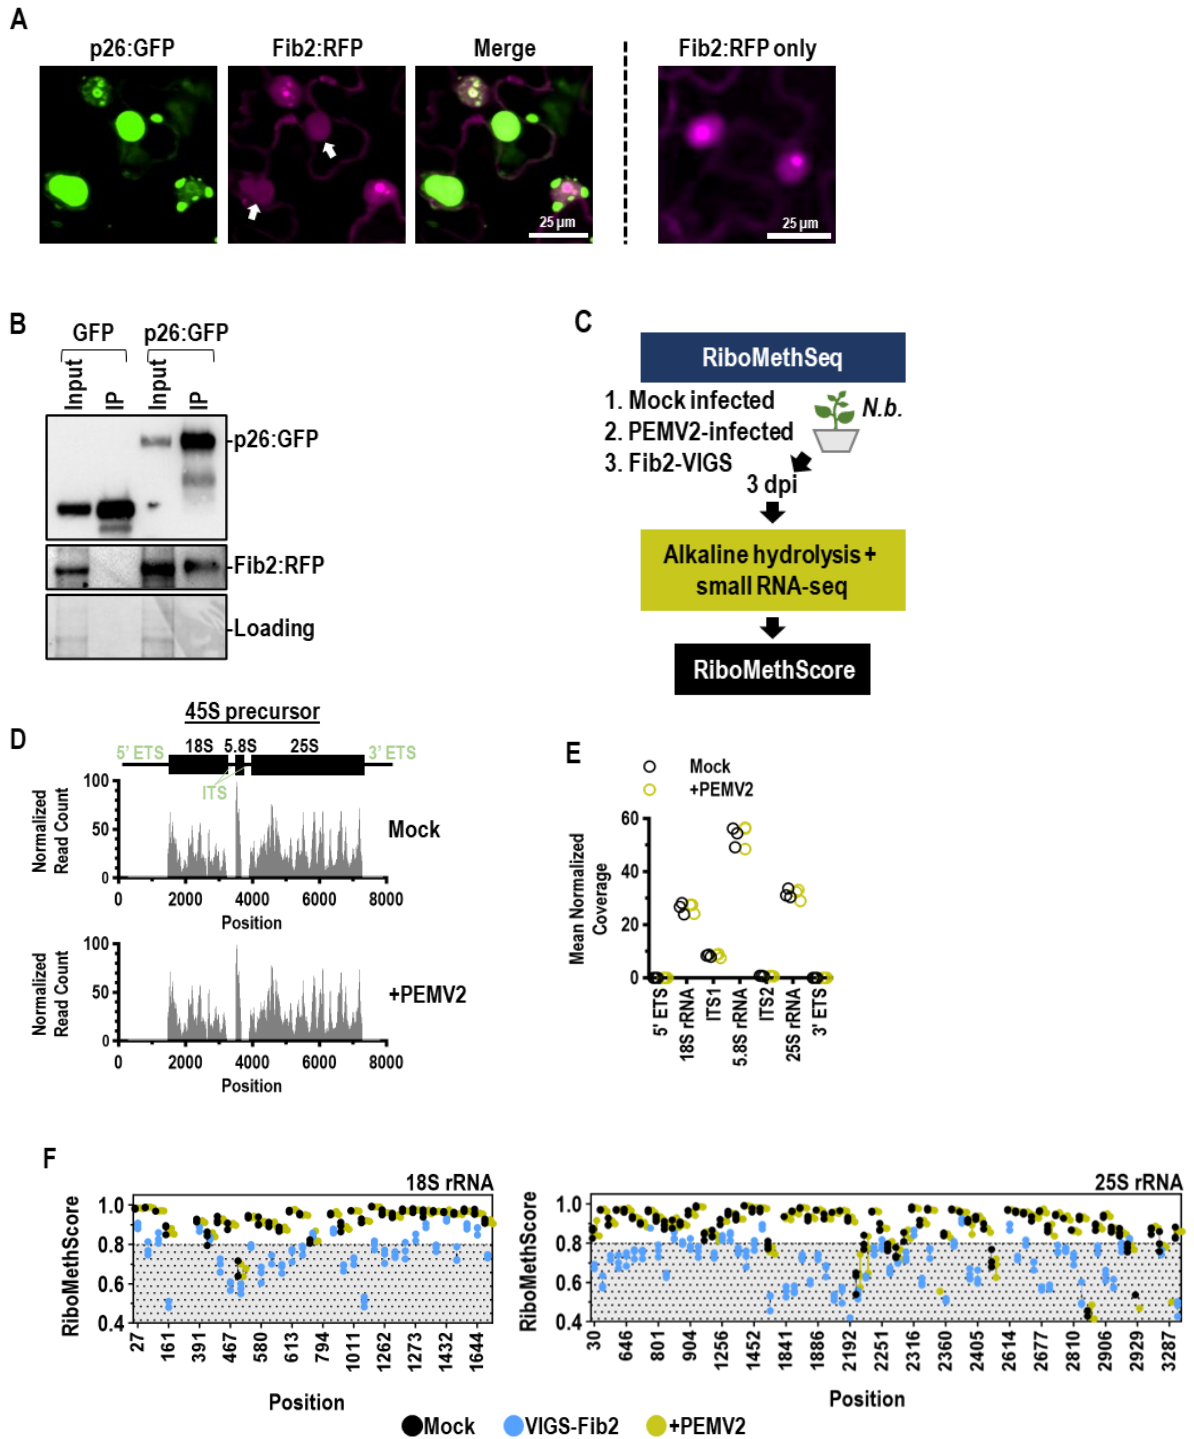 A
p26:GFP
Fib2:RFP
Merge
Fib2:RFP only
25 µm
25 µm
B
GFP
p26:GFP
Input
IP
Input
IP
-p26:GFP
-Fib2:RFP
-Loading
C
RiboMethSeq
1. Mock infected
2. PEMV2-infected
3. Fib2-VIGS
N.b.
3 dpi
Alkaline hydrolysis +
small RNA-seq
RiboMethScore
D
45S precursor
5' ETS
18S
5.8S
25S
3' ETS
ITS
Normalized
Read Count
100
50
0
0 2000 4000 6000 8000
Position
Mock
Normalized
Read Count
100
50
0
0 2000 4000 6000 8000
Position
+PEMV2
E
Mock
+PEMV2
Mean Normalized
Coverage
60
40
20
0
5' ETS
18S rRNA
ITS1
5.8S rRNA
ITS2
25S rRNA
3' ETS
F
18S rRNA
RiboMethScore
1.0
0.8
0.6
0.4
27 161 391 467 580 613 794 1011 1262 1273 1432 1644
Position
25S rRNA
RiboMethScore
1.0
0.8
0.6
0.4
30 646 801 904 1256 1452 1841 1886 2192 2251 2316 2360 2405 2614 2677 2810 2906 2929 3287
Position
Mock
VIGS-Fib2
+PEMV2